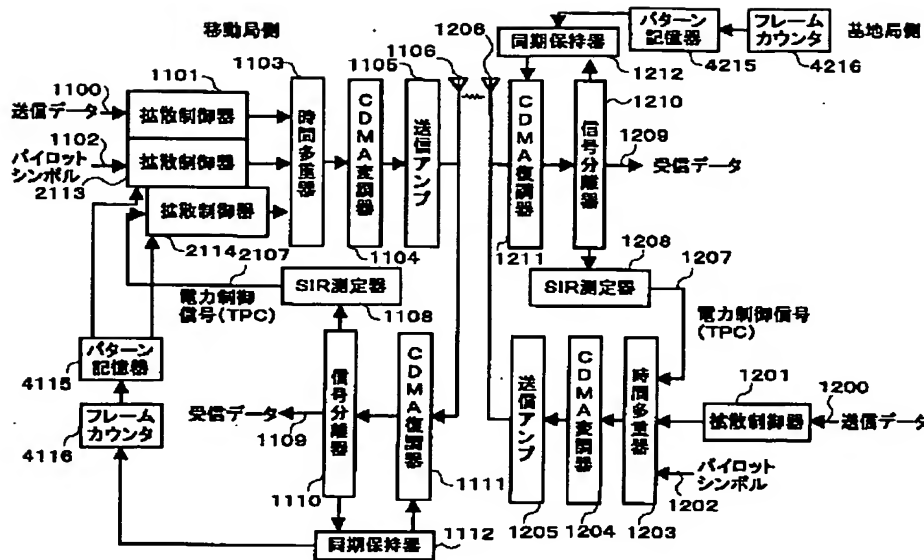 移動局側
基地局側
1100
送信データ
1101
拡散制御器
1102
パイロット
シンボル
2113
拡散制御器
拡散制御器
2114
2107
1103
時間多重器
CDMA変調器
1104
1105
送信アンプ
1106
SIR測定器
1108
電力制御
信号(TPC)
パターン
記憶器
4115
フレーム
カウンタ
4116
受信データ
1109
信号分離器
1110
CDMA復調器
1111
同期保持器
1112
1206
同期保持器
1212
パターン
記憶器
4215
フレーム
カウンタ
4216
CDMA復調器
1211
信号分離器
1210
1209
受信データ
SIR測定器
1208
1207
電力制御信号
(TPC)
送信アンプ
1205
CDMA変調器
1204
時間多重器
1203
1201
拡散制御器
1200
送信データ
パイロット
シンボル
1202